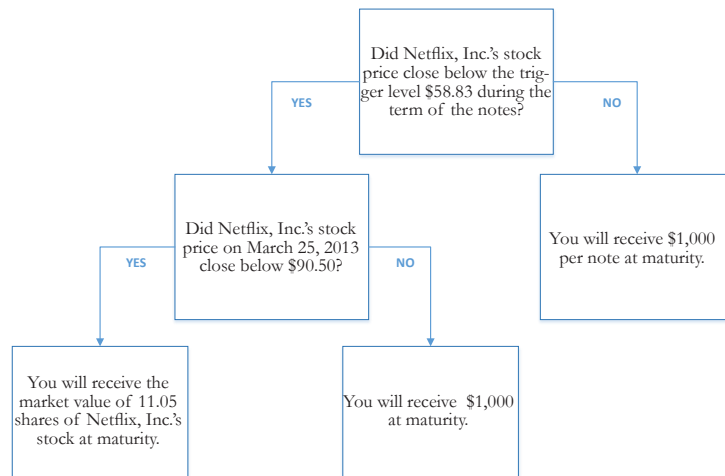 Did Netflix, Inc.'s stock
price close below the trig-
ger level $58.83 during the
term of the notes?
YES
NO
Did Netflix, Inc.'s stock
price on March 25, 2013
close below $90.50?
You will receive $1,000
per note at maturity.
YES
NO
You will receive the
market value of 11.05
shares of Netflix, Inc.'s
stock at maturity.
You will receive $1,000
at maturity.